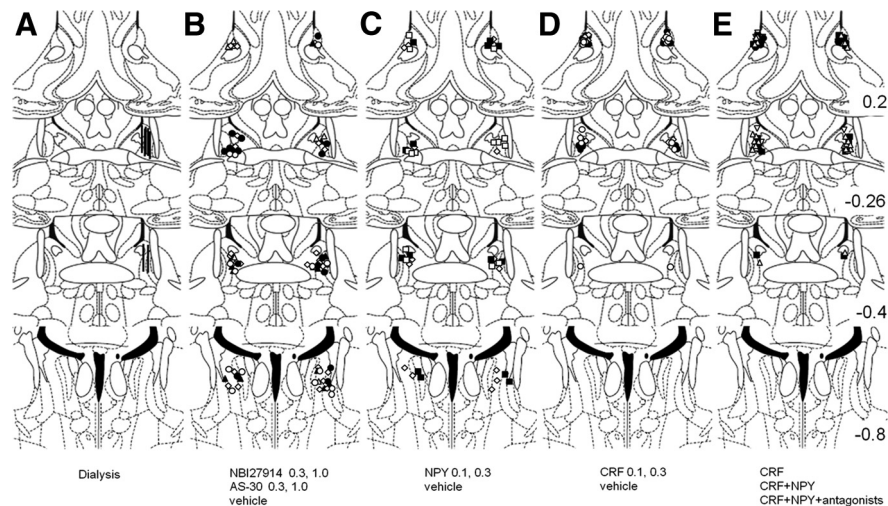 A B C D E
0.2
-0.26
-0.4
-0.8
Dialysis
NBI27914 0.3, 1.0
AS-30 0.3, 1.0
vehicle
NPY 0.1, 0.3
vehicle
CRF 0.1, 0.3
vehicle
CRF
CRF+NPY
CRF+NPY+antagonists